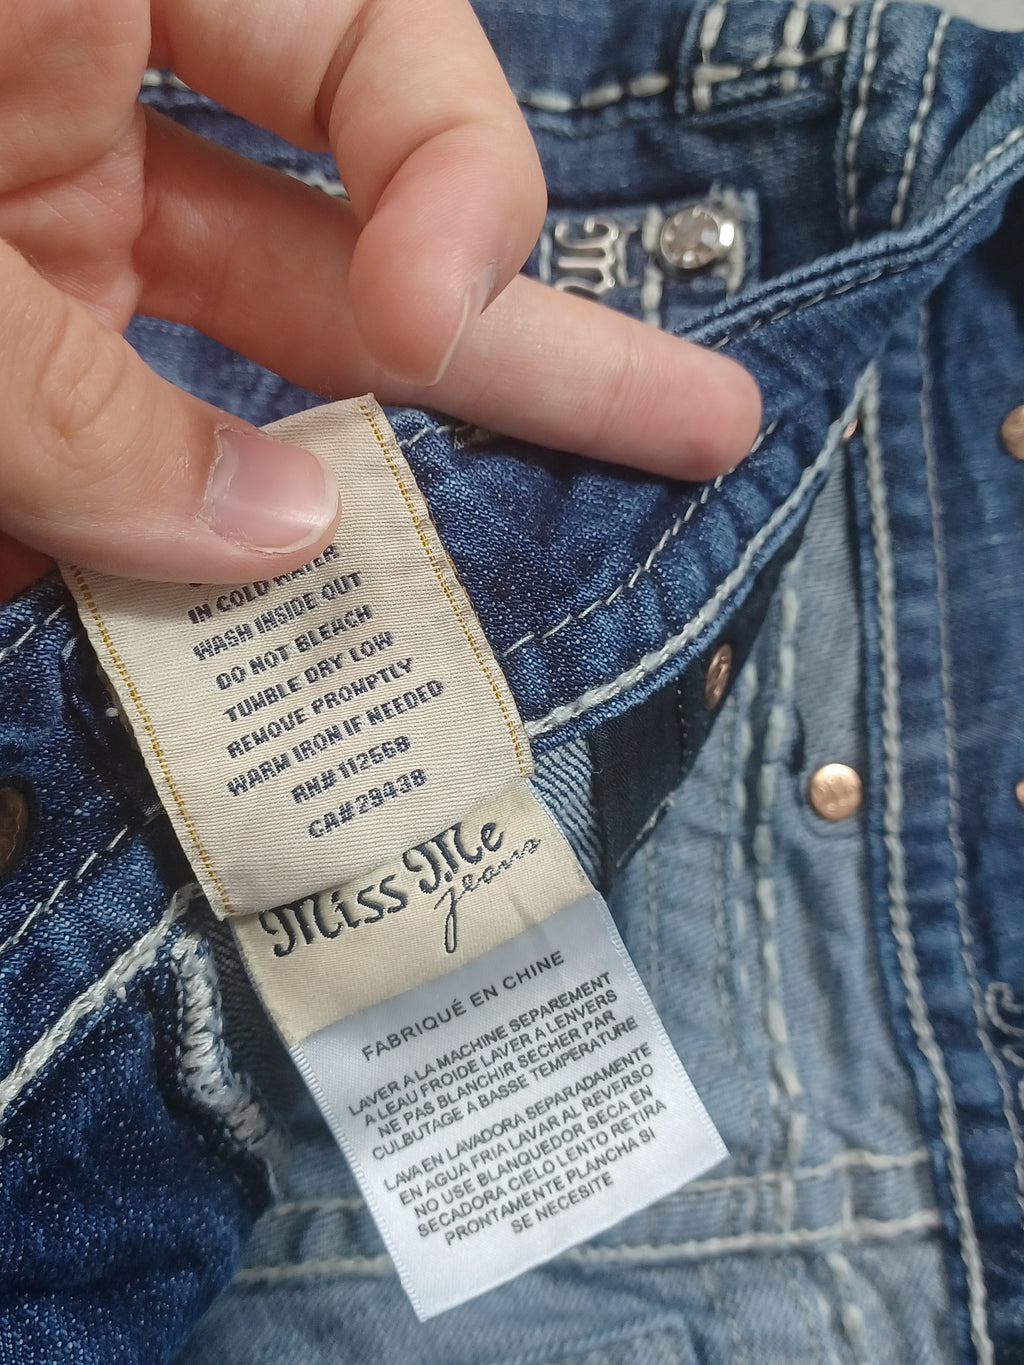 IN COLD WATER
WASH INSIDE OUT
DO NOT BLEACH
TUMBLE DRY LOW
REMOVE PROMPTLY
WARM IRON IF NEEDED
RN# 112568
CA# 29438
Miss Me
jeans
FABRIQUÉ EN CHINE
LAVER A LA MACHINE SEPAREMENT
A LEAU FROIDE LAVER A LENVERS
NE PAS BLANCHIR SECHER PAR
CULBUTAGE A BASSE TEMPERATURE
LAVA EN LAVADORA SEPARADAMENTE
EN AGUA FRIA LAVAR AL REVERSO
NO USE BLANQUEDOR SECA EN
SECADORA CIELO LENTO RETIRA
PRONTAMENTE PLANCHA SI
SE NECESITE